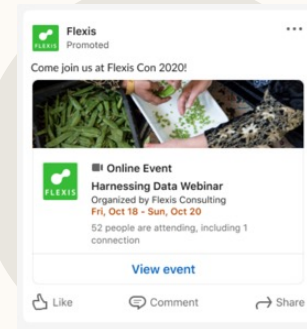 Flexis
FLEXIS
Promoted
Come join us at Flexis Con 2020!
Online Event
FLEXIS
Harnessing Data Webinar
Organized by Flexis Consulting
Fri, Oct 18 - Sun, Oct 20
52 people are attending, including 1
connection
View event
Like
Comment
Share